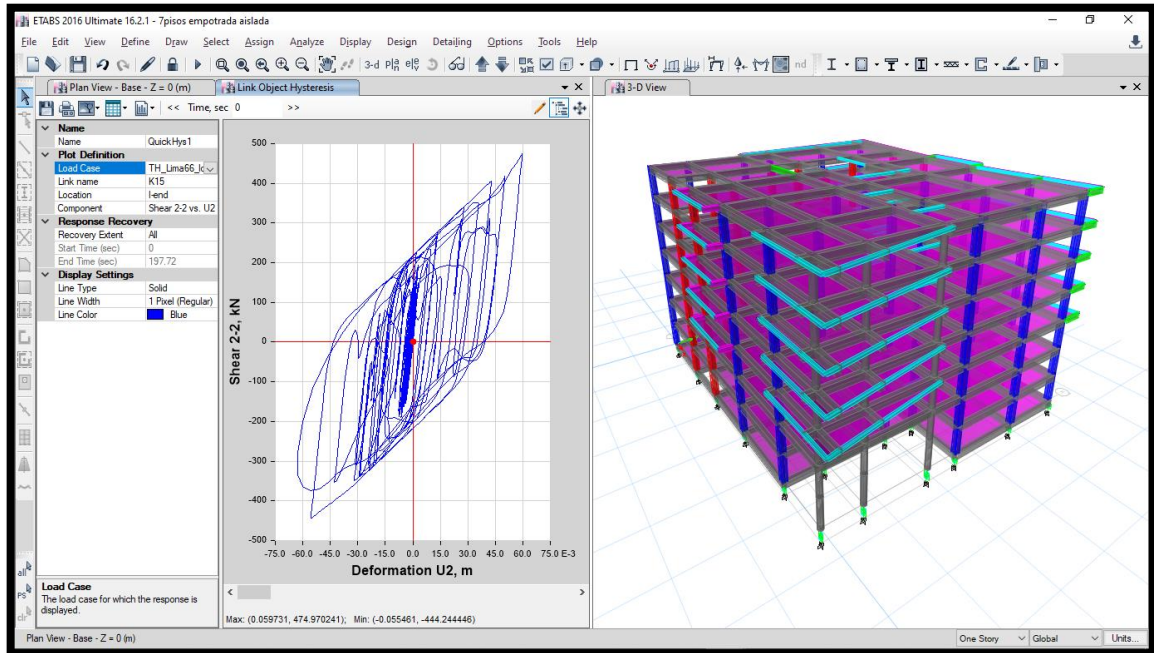 ETABS 2016 Ultimate 16.2.1 - 7pisos empotrada aislada
File Edit View Define Draw Select Assign Analyze Display Design Detailing Options Tools Help
3-d nd
Plan View - Base - Z = 0 (m) Link Object Hysteresis
3-D View
<< Time, sec 0 >>
Name
Name QuickHys1
Plot Definition
Load Case TH_Lima66_lc
Link name K15
Location I-end
Component Shear 2-2 vs. U2
Response Recovery
Recovery Extent All
Start Time (sec) 0
End Time (sec) 197.72
Display Settings
Line Type Solid
Line Width 1 Pixel (Regular)
Line Color Blue
500
400
300
200
100
0
-100
-200
-300
-400
-500
Shear 2-2, kN
-75.0 -60.0 -45.0 -30.0 -15.0 0.0 15.0 30.0 45.0 60.0 75.0 E-3
Deformation U2, m
Max: (0.059731, 474.970241); Min: (-0.055461, -444.244446)
all
PS
clr
Load Case
The load case for which the response is
displayed.
Plan View - Base - Z = 0 (m)
One Story Global Units...